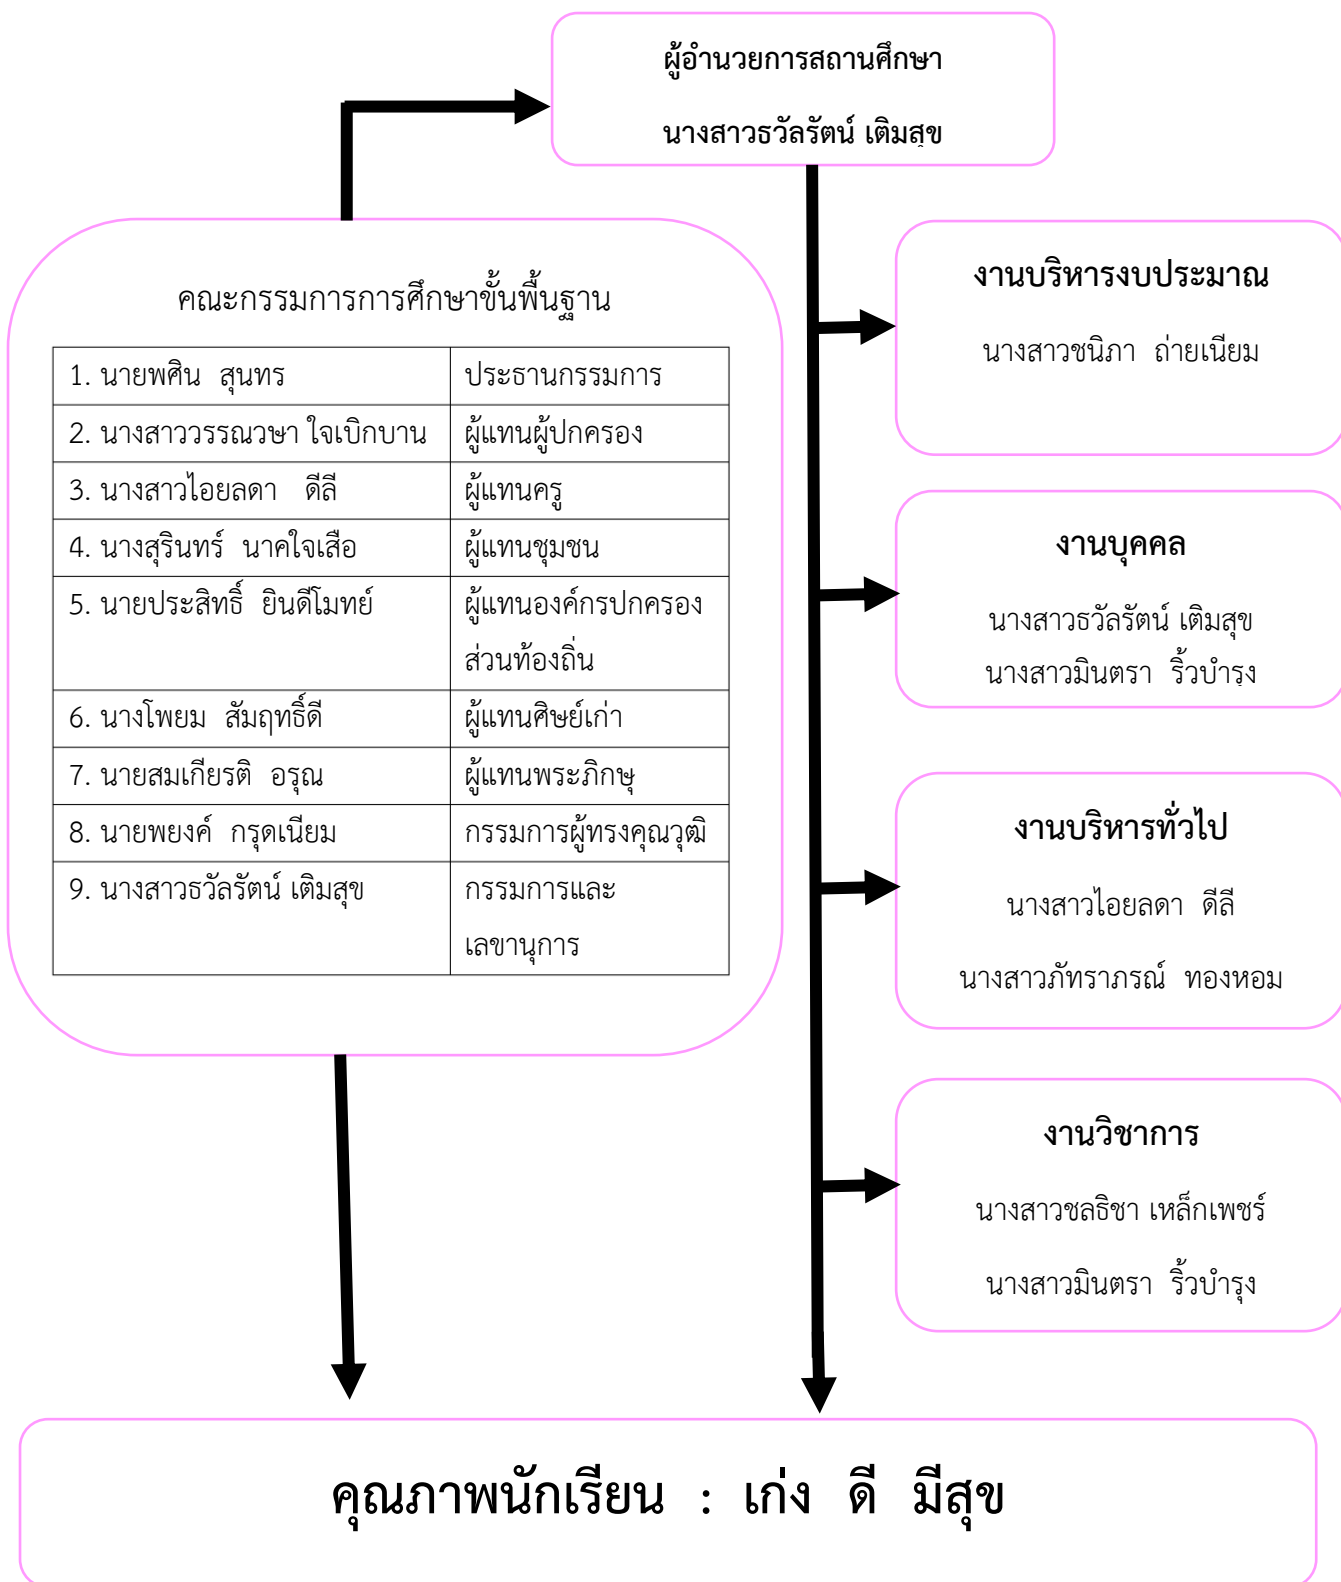 ผู้อำนวยการสถานศึกษา
นางสาวธวัลรัตน์ เติมสุข
คณะกรรมการการศึกษาขั้นพื้นฐาน
1. นายพศิน สุนทร ประธานกรรมการ
2. นางสาววรรณวษา ใจเบิกบาน ผู้แทนผู้ปกครอง
3. นางสาวไอยลดา ดีลี ผู้แทนครู
4. นางสุรินทร์ นาคใจเสือ ผู้แทนชุมชน
5. นายประสิทธิ์ ยินดีโมทย์ ผู้แทนองค์กรปกครอง
ส่วนท้องถิ่น
6. นางโพยม สัมฤทธิ์ดี ผู้แทนศิษย์เก่า
7. นายสมเกียรติ อรุณ ผู้แทนพระภิกษุ
8. นายพยงค์ กรุดเนียม กรรมการผู้ทรงคุณวุฒิ
9. นางสาวธวัลรัตน์ เติมสุข กรรมการและ
เลขานุการ
งานบริหารงบประมาณ
นางสาวชนิภา ถ่ายเนียม
งานบุคคล
นางสาวธวัลรัตน์ เติมสุข
นางสาวมินตรา ริ้วบำรุง
งานบริหารทั่วไป
นางสาวไอยลดา ดีลี
นางสาวภัทราภรณ์ ทองหอม
งานวิชาการ
นางสาวชลธิชา เหล็กเพชร์
นางสาวมินตรา ริ้วบำรุง
คุณภาพนักเรียน : เก่ง ดี มีสุข